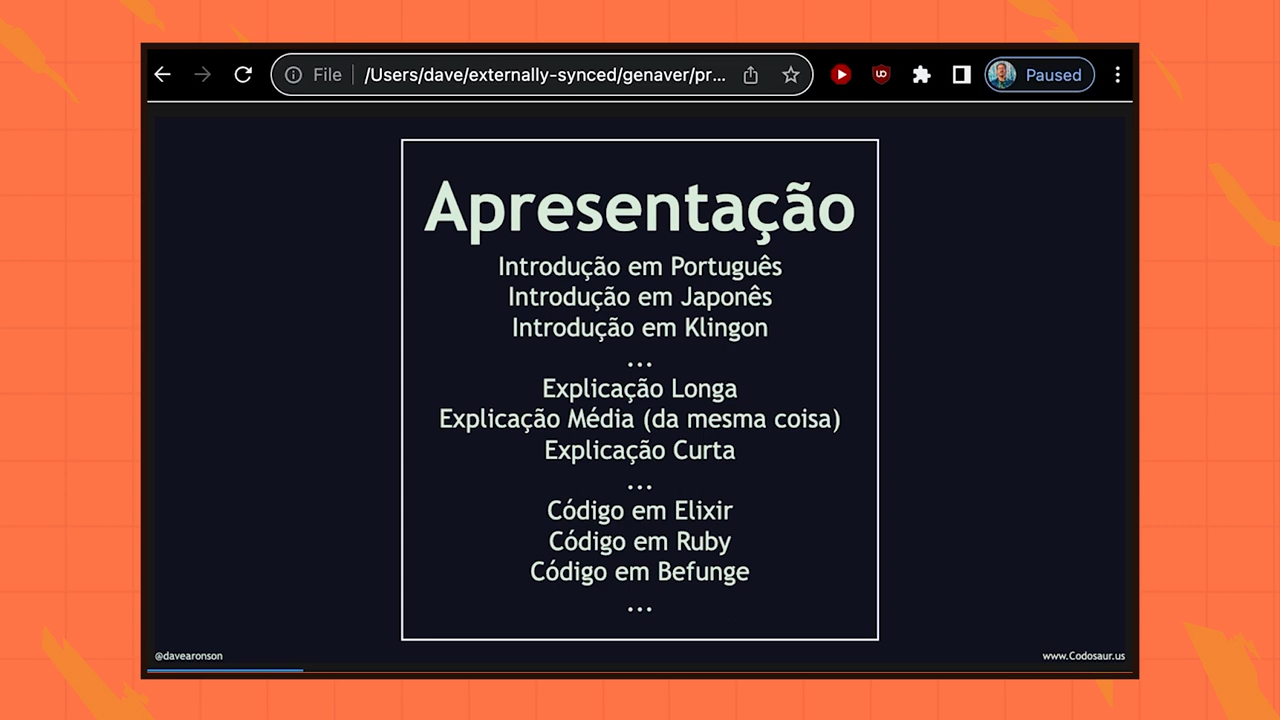 File
/Users/dave/externally-synced/genaver/pr...
Paused
Apresentação
Introdução em Português
Introdução em Japonês
Introdução em Klingon
...
Explicação Longa
Explicação Média (da mesma coisa)
Explicação Curta
...
Código em Elixir
Código em Ruby
Código em Befunge
...
@davearonson
www.Codosaur.us